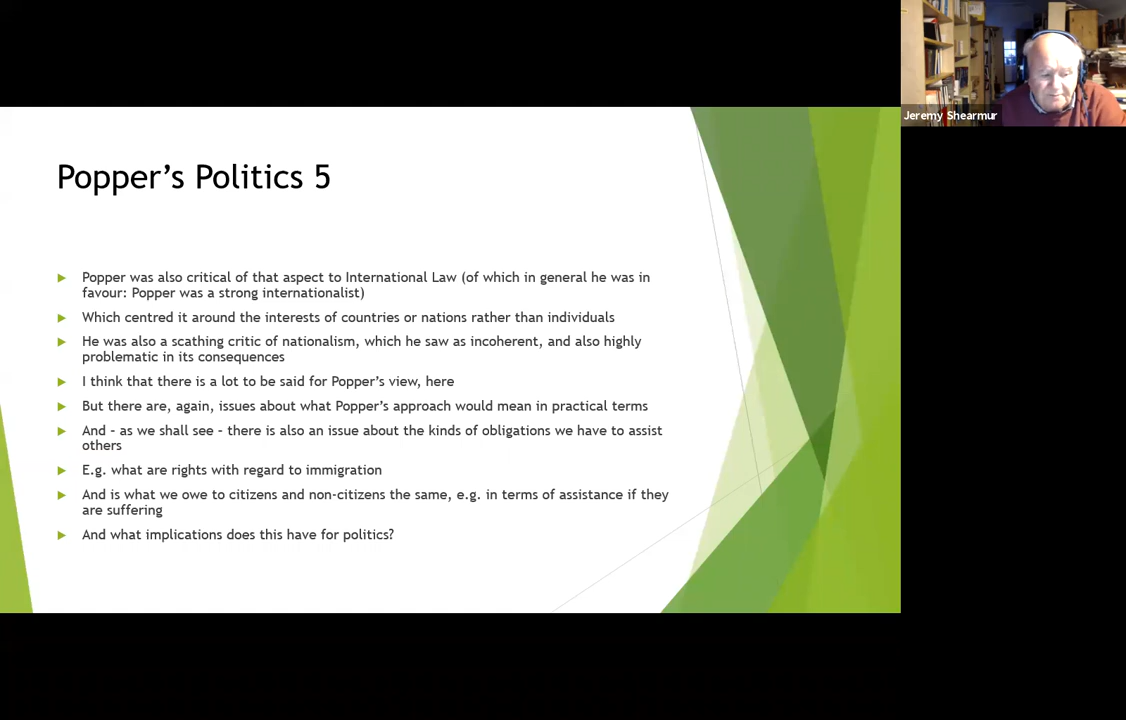 Jeremy Shearmur
Popper's Politics 5
Popper was also critical of that aspect to International Law (of which in general he was in
favour: Popper was a strong internationalist)
Which centred it around the interests of countries or nations rather than individuals
He was also a scathing critic of nationalism, which he saw as incoherent, and also highly
problematic in its consequences
I think that there is a lot to be said for Popper's view, here
But there are, again, issues about what Popper's approach would mean in practical terms
And – as we shall see – there is also an issue about the kinds of obligations we have to assist
others
E.g. what are rights with regard to immigration
And is what we owe to citizens and non-citizens the same, e.g. in terms of assistance if they
are suffering
And what implications does this have for politics?